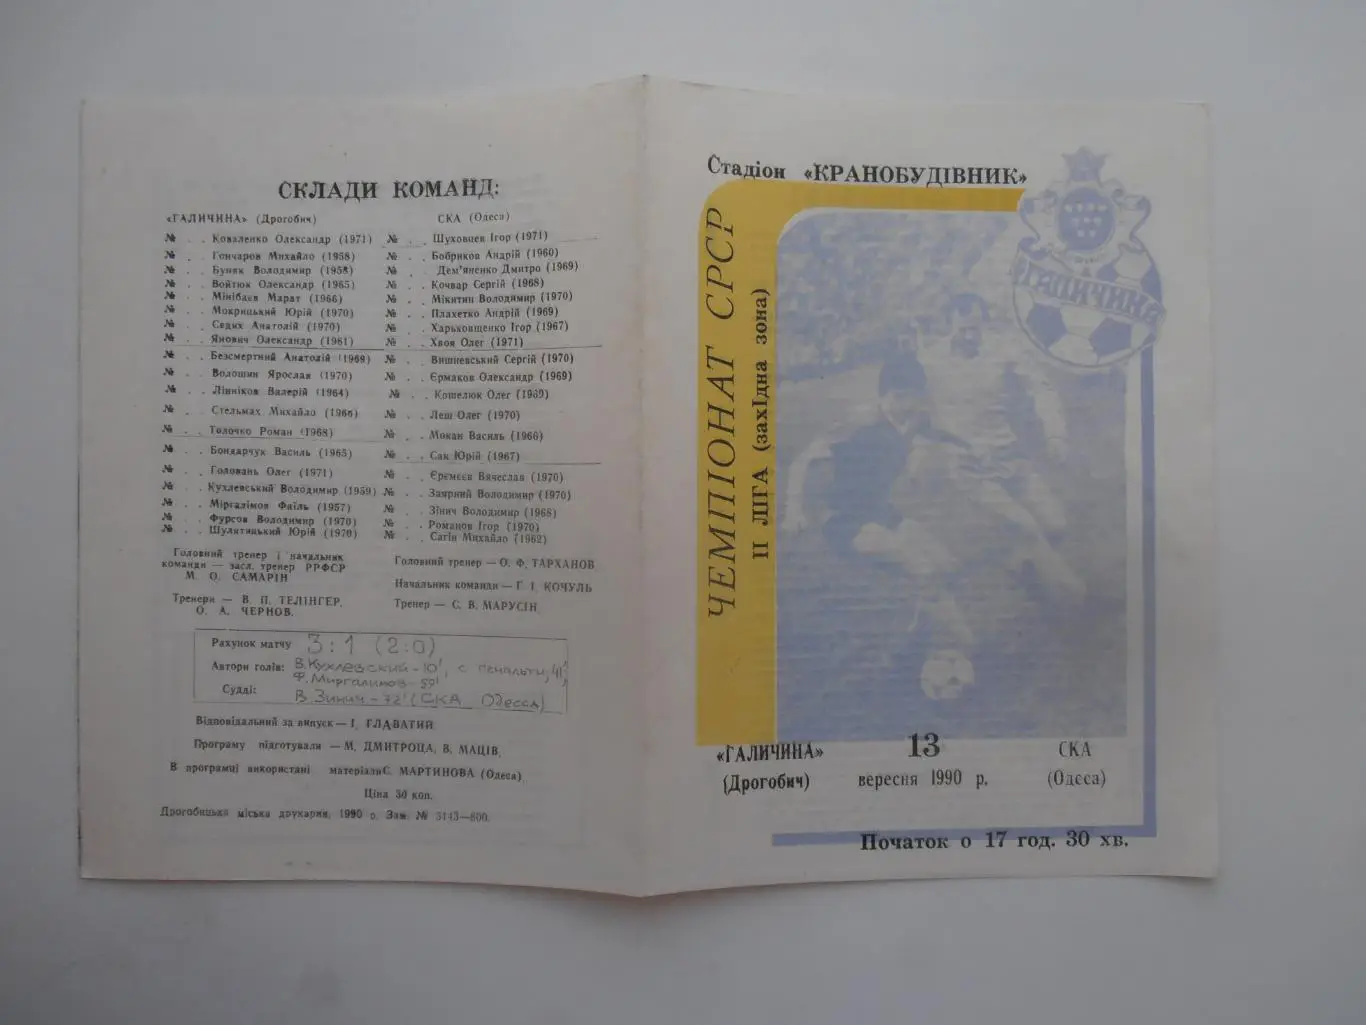 СКЛАДИ КОМАНД:
«ГАЛИЧИНА» (Дрогобич) СКА (Одеса)
№ . . Коваленко Олександр (1971) № . . Шуховцев Ігор (1971)
№ . . Гончаров Михайло (1958) № . . Бобриков Андрій (1960)
№ . . Буняк Володимир (1958) № . . Дем'яненко Дмитро (1969)
№ . . Войтюк Олександр (1965) № . . Кочвар Сергій (1968)
№ . . Мінібаєв Марат (1966) № . . Мікитин Володимир (1970)
№ . . Мокрицький Юрій (1970) № . . Плахетко Андрій (1969)
№ . . Седых Анатолій (1970) № . . Харьковщенко Ігор (1967)
№ . . Янович Олександр (1961) № . . Хвоя Олег (1971)
№ . . Безсмертний Анатолій (1968) № . . Вишневський Сергій (1970)
№ . . Волошин Ярослав (1970) № . . Єрмаков Олександр (1969)
№ . . Лінніков Валерій (1964) № . . Кошелюк Олег (1969)
№ . . Стельмах Михайло (1966) № . . Леш Олег (1970)
№ . . Толочко Роман (1968) № . . Мокан Василь (1966)
№ . . Бондарчук Василь (1965) № . . Сак Юрій (1967)
№ . . Головань Олег (1971) № . . Єремєєв Вячеслав (1970)
№ . . Кухлевський Володимир (1959) № . . Заярний Володимир (1970)
№ . . Міргалімов Фаїль (1957) № . . Зініч Володимир (1968)
№ . . Фурсов Володимир (1970) № . . Романов Ігор (1970)
№ . . Шулятицький Юрій (1970) № . . Сагін Михайло (1962)
Головний тренер і начальник
команди — засл. тренер РРФСР
М. О. САМАРІН
Тренери — В. П. ТЕЛІНГЕР,
О. А. ЧЕРНОВ.
Головний тренер — О. Ф. ТАРХАНОВ
Начальник команди — Г. І. КОЧУЛЬ
Тренер — С. В. МАРУСІН
Рахунок матчу 3:1 (2:0)
Автори голів: В.Кухлевский-10', с пенальти, 41',
Ф. Миргалимов-59'
Судді: В. Зинич-72' (СКА Одесса)
Відповідальний за випуск — І. ГЛАВАТИЙ
Програму підготували — М. ДМИТРОЦА, В. МАЦІВ.
В програмці використані матеріали С. МАРТИНОВА (Одеса)
Ціна 30 коп.
Дрогобицька міська друкарня, 1990 р. Зам. № 5143—800.
Стадіон «КРАНОБУДІВНИК»
ГАЛИЧИНА
ЧЕМПІОНАТ СРСР
ІІ ЛІГА (західна зона)
«ГАЛИЧИНА» 13 СКА
(Дрогобич) вересня 1990 р. (Одеса)
Початок о 17 год. 30 хв.